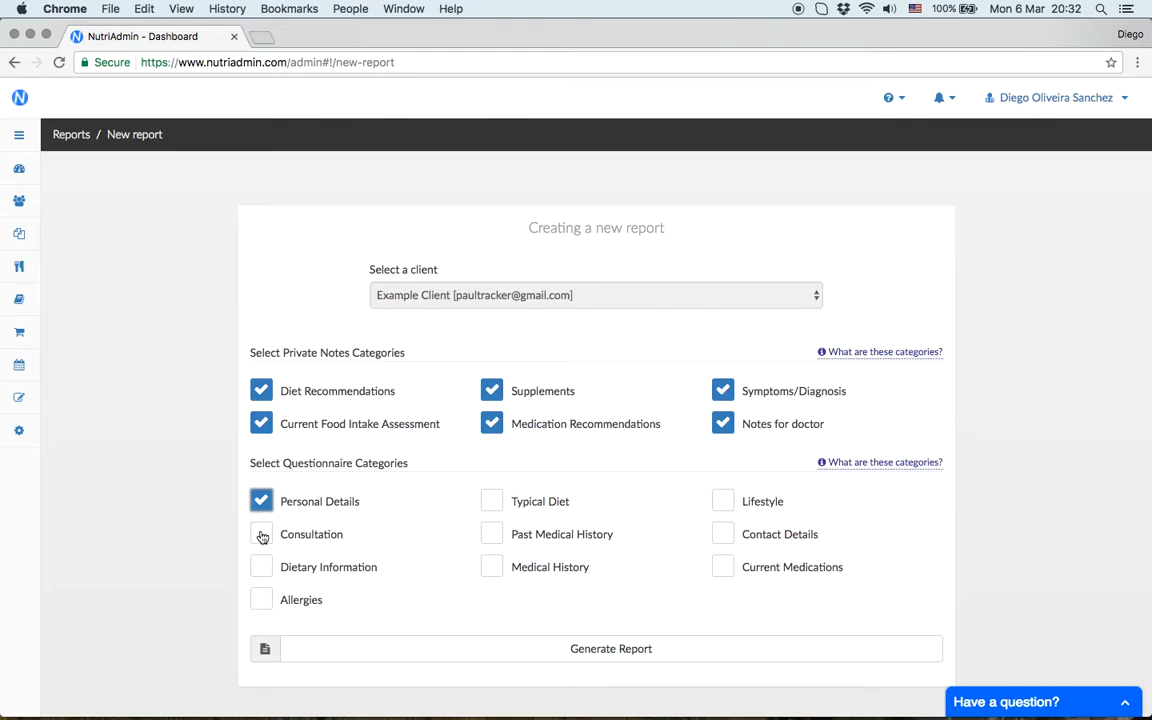 Chrome File Edit View History Bookmarks People Window Help 100% Mon 6 Mar 20:32
NutriAdmin - Dashboard Diego
Secure https://www.nutriadmin.com/admin#!/new-report
N Diego Oliveira Sanchez
Reports / New report
Creating a new report
Select a client
Example Client [paultracker@gmail.com]
Select Private Notes Categories What are these categories?
Diet Recommendations Supplements Symptoms/Diagnosis
Current Food Intake Assessment Medication Recommendations Notes for doctor
Select Questionnaire Categories What are these categories?
Personal Details Typical Diet Lifestyle
Consultation Past Medical History Contact Details
Dietary Information Medical History Current Medications
Allergies
Generate Report
Have a question?